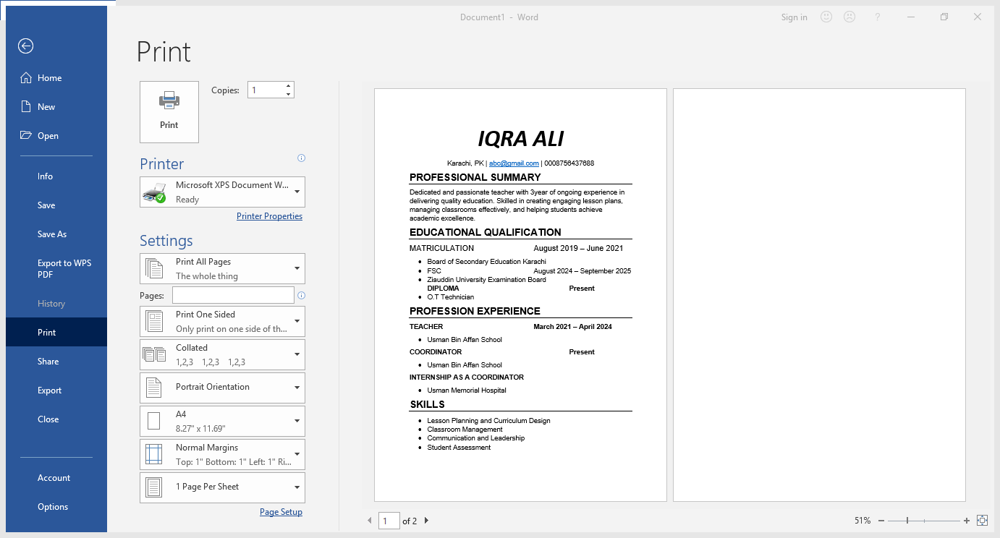 Document1 - Word
Sign in
?
Home
New
Open
Info
Save
Save As
Export to WPS
PDF
History
Print
Share
Export
Close
Account
Options
Print
Print
Copies: 1
Printer
Microsoft XPS Document W...
Ready
Printer Properties
Settings
Print All Pages
The whole thing
Pages:
Print One Sided
Only print on one side of th...
Collated
1,2,3 1,2,3 1,2,3
Portrait Orientation
A4
8.27" x 11.69"
Normal Margins
Top: 1" Bottom: 1" Left: 1" Ri...
1 Page Per Sheet
Page Setup
IQRA ALI
Karachi, PK | abc@gmail.com | 0008756437688
PROFESSIONAL SUMMARY
Dedicated and passionate teacher with 3year of ongoing experience in
delivering quality education. Skilled in creating engaging lesson plans,
managing classrooms effectively, and helping students achieve
academic excellence.
EDUCATIONAL QUALIFICATION
MATRICULATION August 2019 – June 2021
• Board of Secondary Education Karachi
• FSC August 2024 – September 2025
• Ziauddin University Examination Board
DIPLOMA Present
• O.T Technician
PROFESSION EXPERIENCE
TEACHER March 2021 – April 2024
• Usman Bin Affan School
COORDINATOR Present
• Usman Bin Affan School
INTERNSHIP AS A COORDINATOR
• Usman Memorial Hospital
SKILLS
• Lesson Planning and Curriculum Design
• Classroom Management
• Communication and Leadership
• Student Assessment
1 of 2
51%